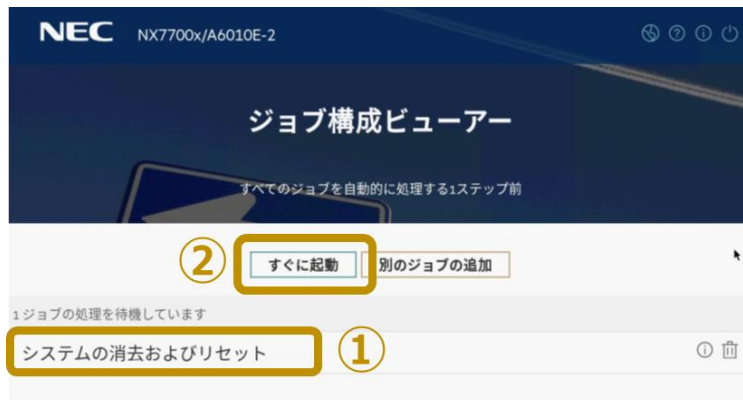 NEC NX7700x/A6010E-2
ジョブ構成ビューアー
すべてのジョブを自動的に処理する1ステップ前
② すぐに起動 別のジョブの追加
1 ジョブの処理を待機しています
システムの消去およびリセット ①